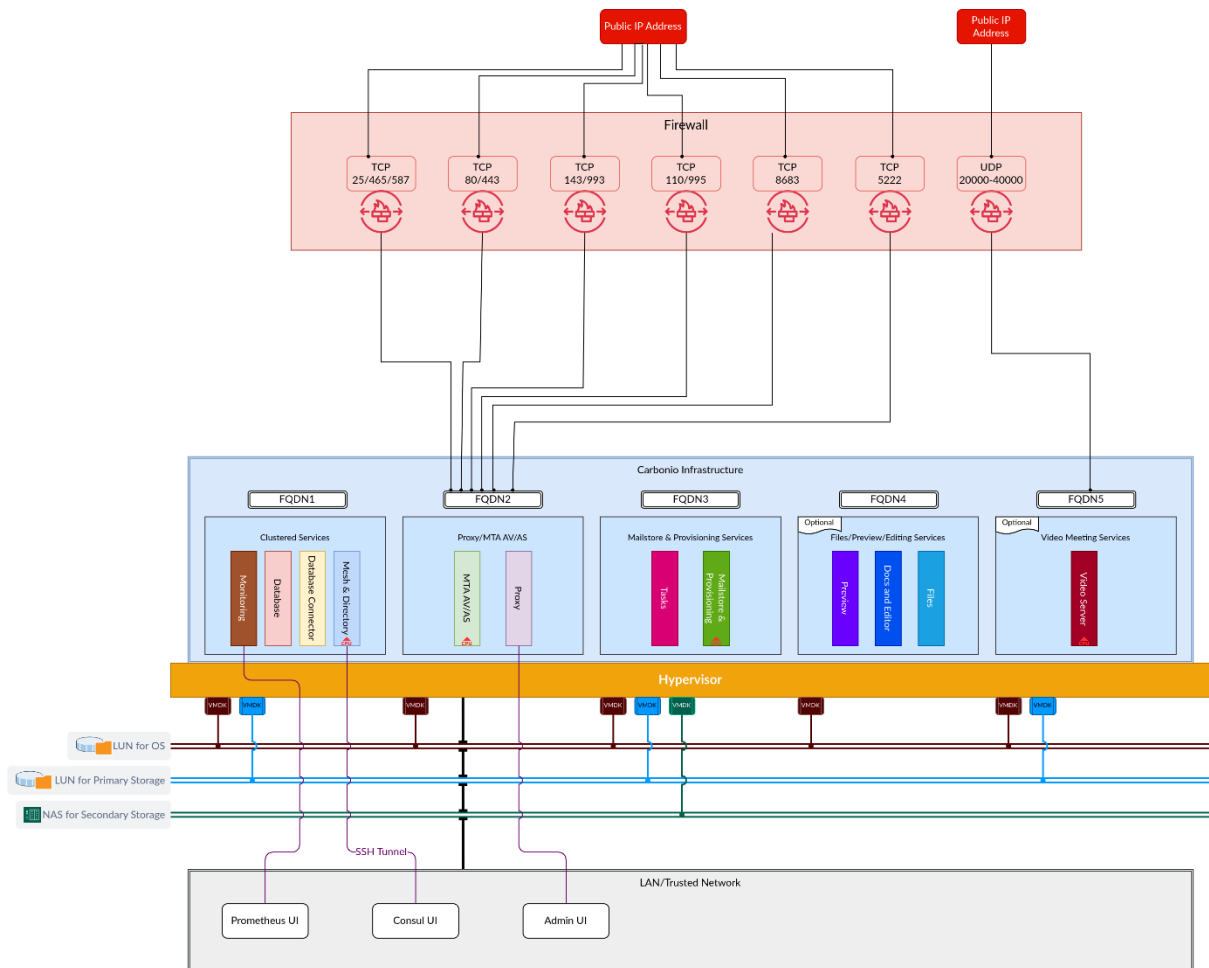 Public IP Address
Public IP
Address
Firewall
TCP
25/465/587
TCP
80/443
TCP
143/993
TCP
110/995
TCP
8683
TCP
5222
UDP
20000-40000
Carbonio Infrastructure
FQDN1
FQDN2
FQDN3
FQDN4
FQDN5
Clustered Services
Monitoring
Database
Database Connector
Mesh & Directory
CPU
Proxy/MTA AV/AS
MTA AV/AS
CPU
Proxy
Mailstore & Provisioning Services
Tasks
Mailstore &
Provisioning
Optional
Files/Preview/Editing Services
Preview
Docs and Editor
Files
Optional
Video Meeting Services
Video Server
CPU
Hypervisor
VMDK
VMDK
VMDK
VMDK
VMDK
VMDK
VMDK
VMDK
VMDK
LUN for OS
LUN for Primary Storage
NAS for Secondary Storage
SSH Tunnel
LAN/Trusted Network
Prometheus UI
Consul UI
Admin UI